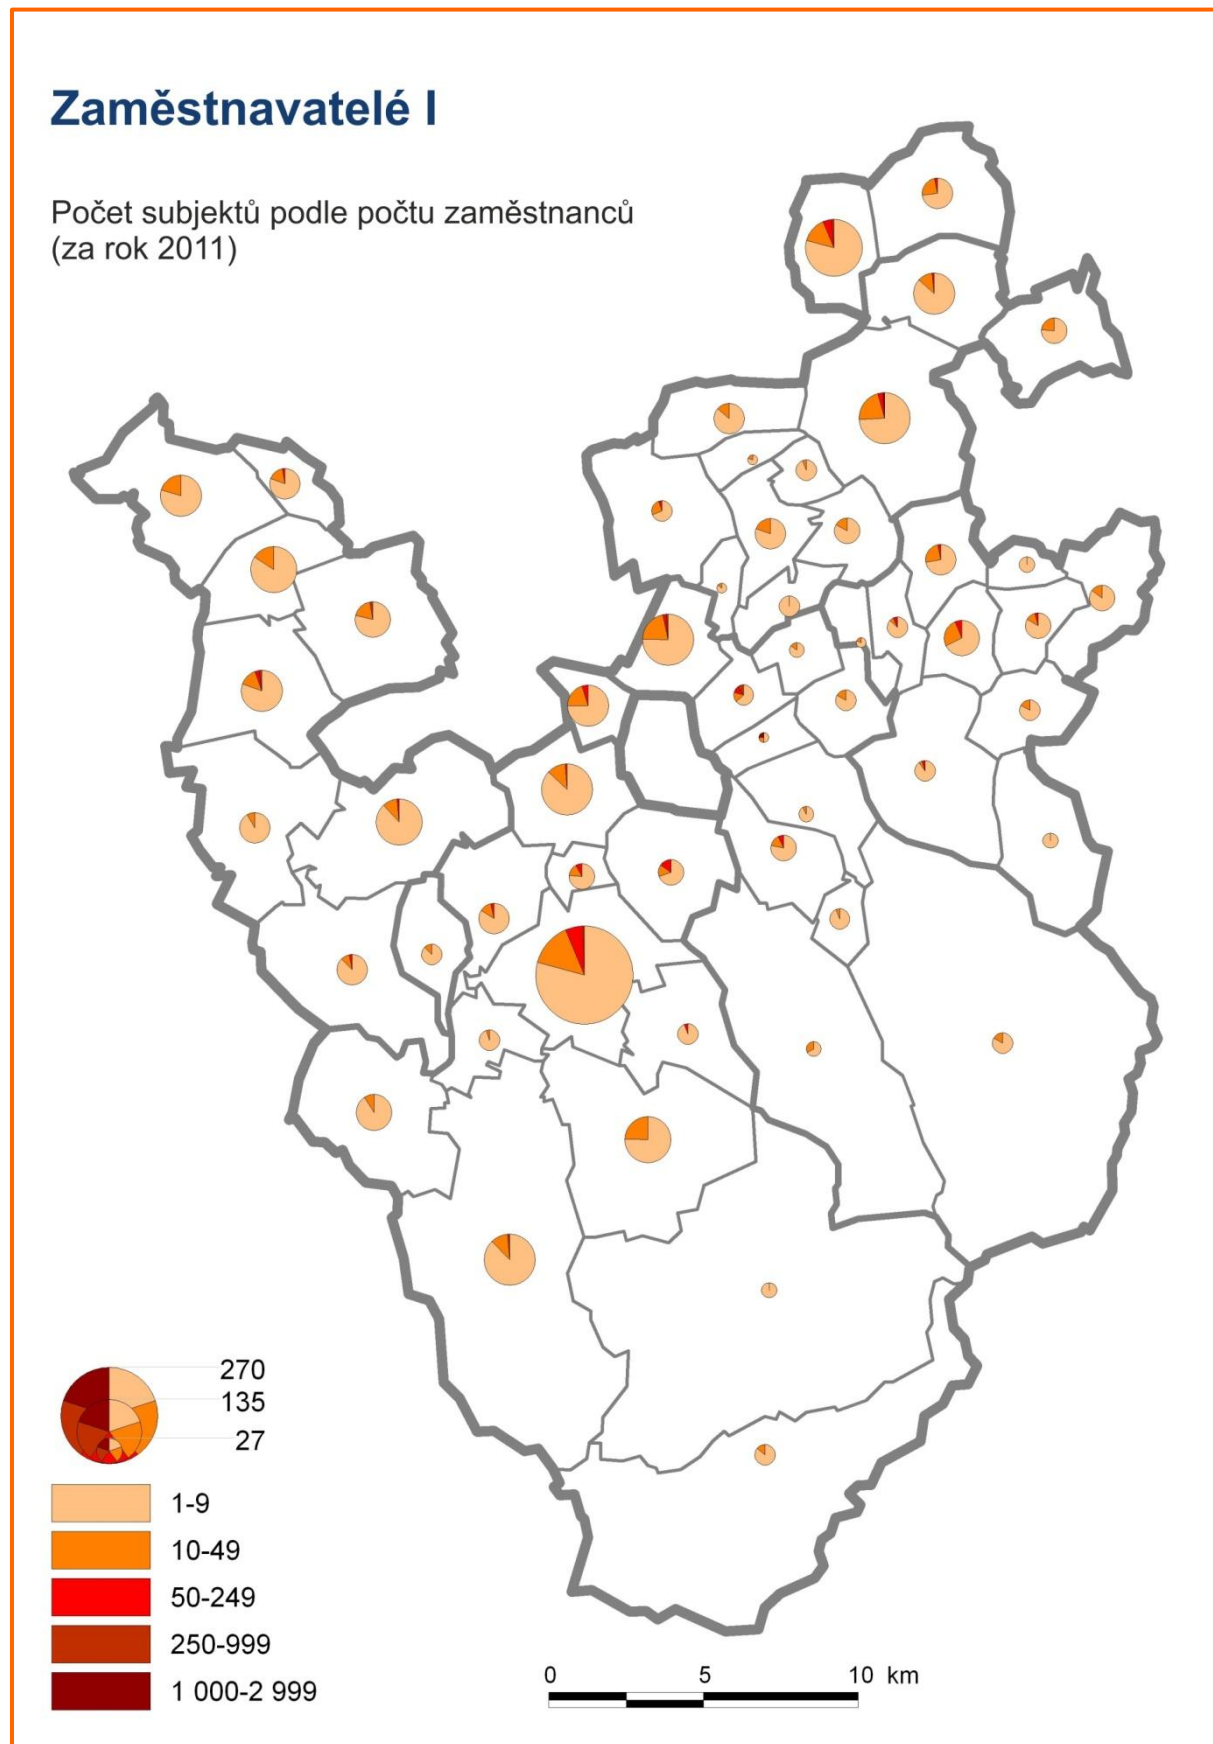 Zaměstnavatelé I
Počet subjektů podle počtu zaměstnanců
(za rok 2011)
270
135
27
1-9
10-49
50-249
250-999
1 000-2 999
0 5 10 km